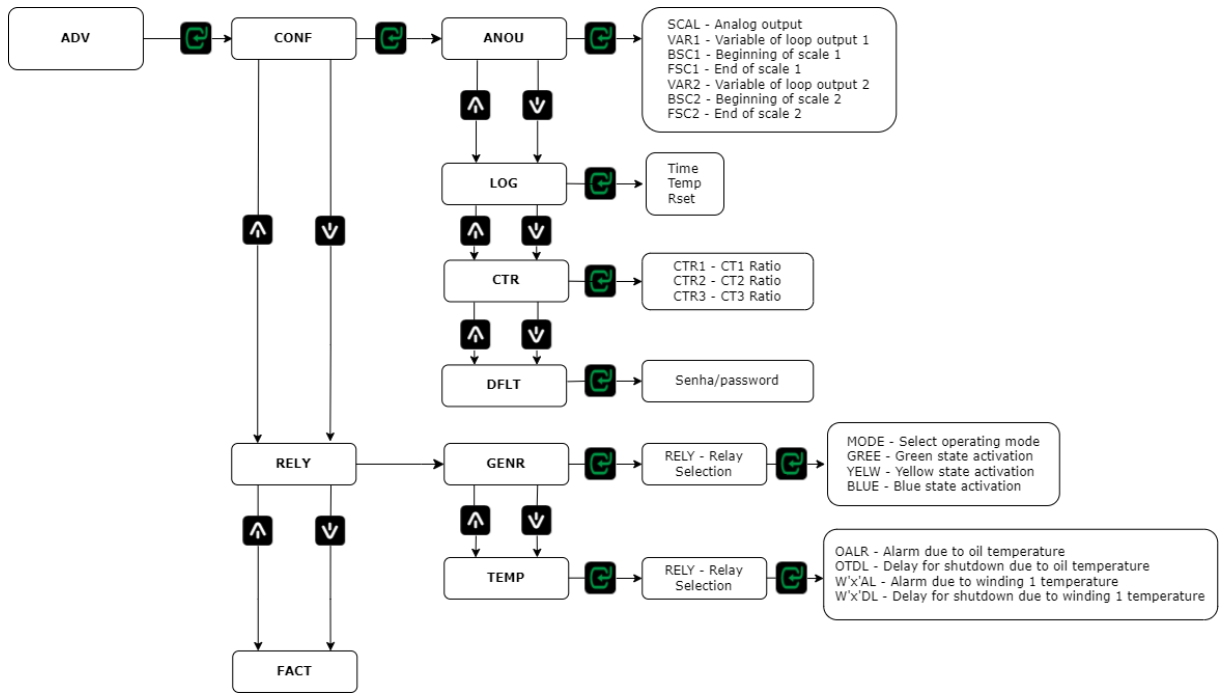 ADV
CONF
ANOU
SCAL - Analog output
VAR1 - Variable of loop output 1
BSC1 - Beginning of scale 1
FSC1 - End of scale 1
VAR2 - Variable of loop output 2
BSC2 - Beginning of scale 2
FSC2 - End of scale 2
LOG
Time
Temp
Rset
CTR
CTR1 - CT1 Ratio
CTR2 - CT2 Ratio
CTR3 - CT3 Ratio
DFLT
Senha/password
RELY
GENR
RELY - Relay
Selection
MODE - Select operating mode
GREE - Green state activation
YELW - Yellow state activation
BLUE - Blue state activation
TEMP
RELY - Relay
Selection
OALR - Alarm due to oil temperature
OTDL - Delay for shutdown due to oil temperature
W'x'AL - Alarm due to winding 1 temperature
W'x'DL - Delay for shutdown due to winding 1 temperature
FACT